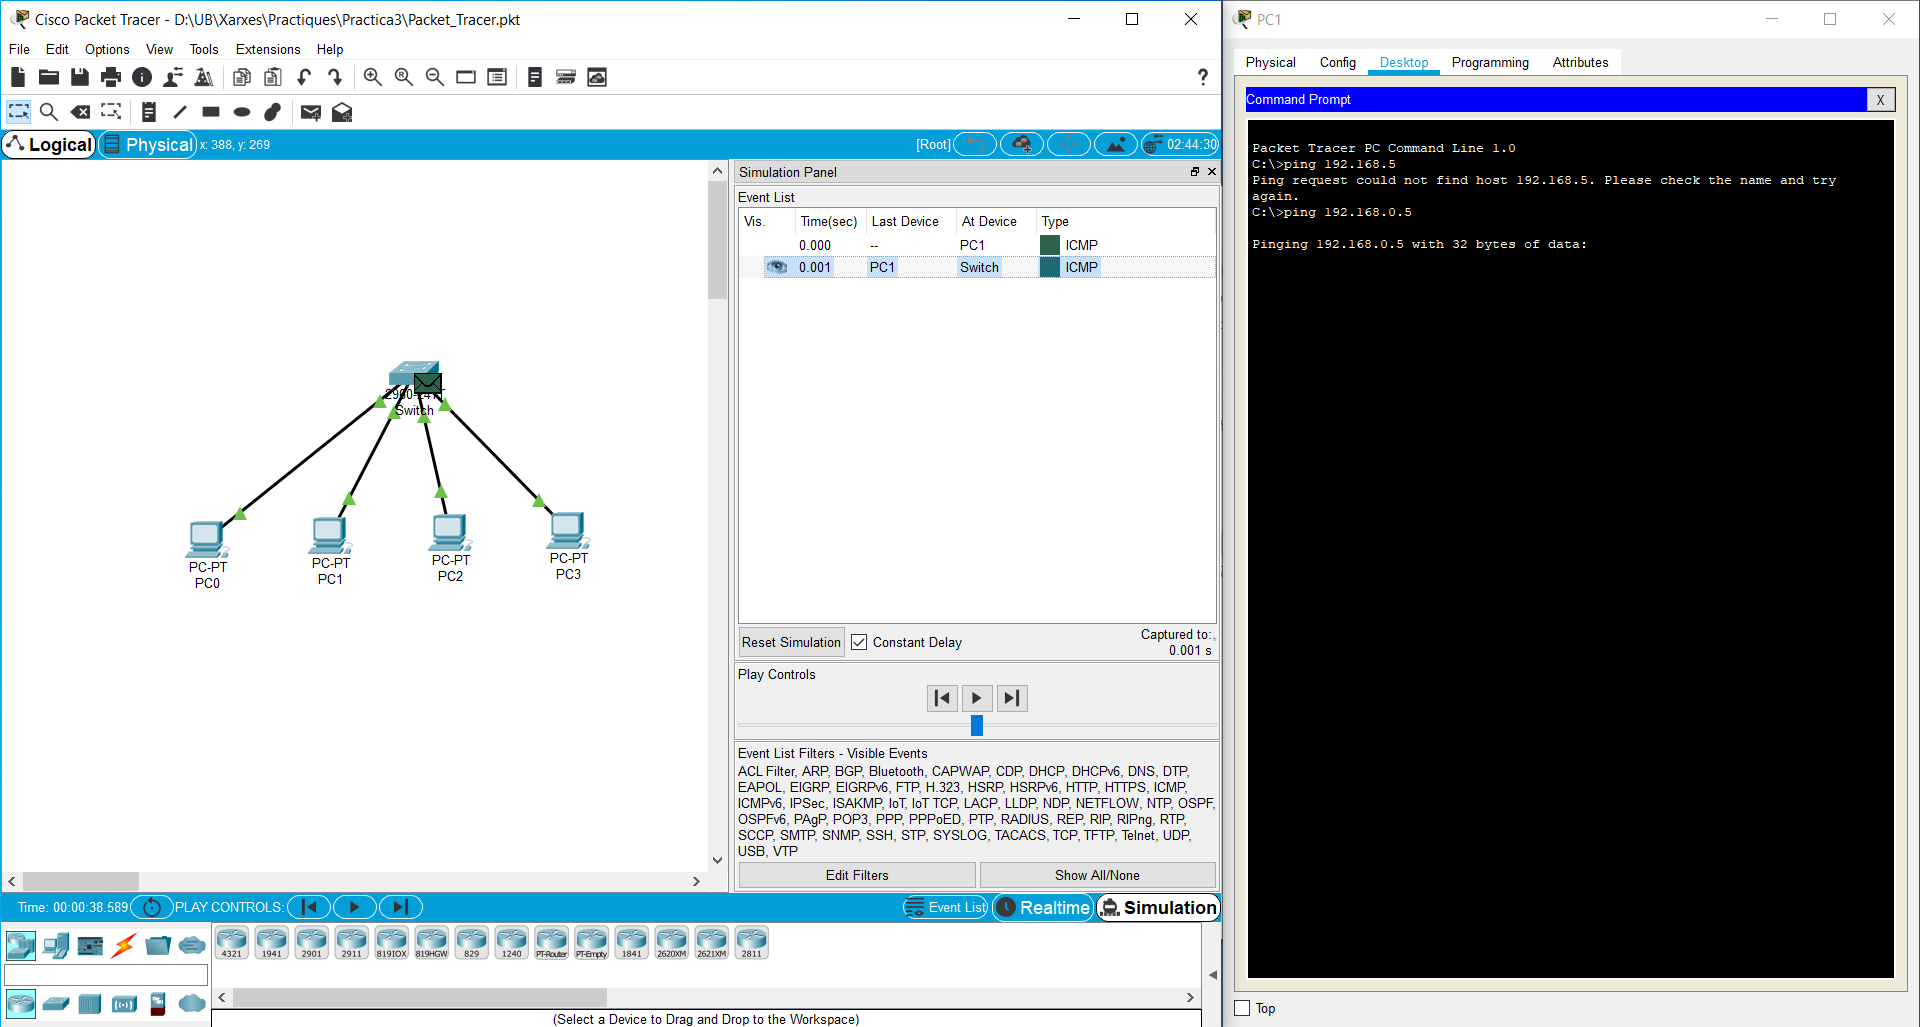 Cisco Packet Tracer - D:\UB\Xarxes\Practiques\Practica3\Packet_Tracer.pkt
File Edit Options View Tools Extensions Help
?
Logical Physical x: 388, y: 269 [Root] 02:44:30
Simulation Panel
Event List
Vis. Time(sec) Last Device At Device Type
0.000 -- PC1 ICMP
0.001 PC1 Switch ICMP
Switch
PC-PT
PC0
PC-PT
PC1
PC-PT
PC2
PC-PT
PC3
Reset Simulation Constant Delay Captured to:
0.001 s
Play Controls
Event List Filters - Visible Events
ACL Filter, ARP, BGP, Bluetooth, CAPWAP, CDP, DHCP, DHCPv6, DNS, DTP,
EAPOL, EIGRP, EIGRPv6, FTP, H.323, HSRP, HSRPv6, HTTP, HTTPS, ICMP,
ICMPv6, IPSec, ISAKMP, IoT, IoT TCP, LACP, LLDP, NDP, NETFLOW, NTP, OSPF,
OSPFv6, PAgP, POP3, PPP, PPPoED, PTP, RADIUS, REP, RIP, RIPng, RTP,
SCCP, SMTP, SNMP, SSH, STP, SYSLOG, TACACS, TCP, TFTP, Telnet, UDP,
USB, VTP
Edit Filters Show All/None
Time: 00:00:38.589 PLAY CONTROLS: Event List Realtime Simulation
4321 1941 2901 2911 819IOX 819HGW 829 1240 PT-Router PT-Empty 1841 2620XM 2621XM 2811
(Select a Device to Drag and Drop to the Workspace)
PC1
Physical Config Desktop Programming Attributes
Command Prompt X
Packet Tracer PC Command Line 1.0
C:\>ping 192.168.5
Ping request could not find host 192.168.5. Please check the name and try
again.
C:\>ping 192.168.0.5
Pinging 192.168.0.5 with 32 bytes of data:
Top